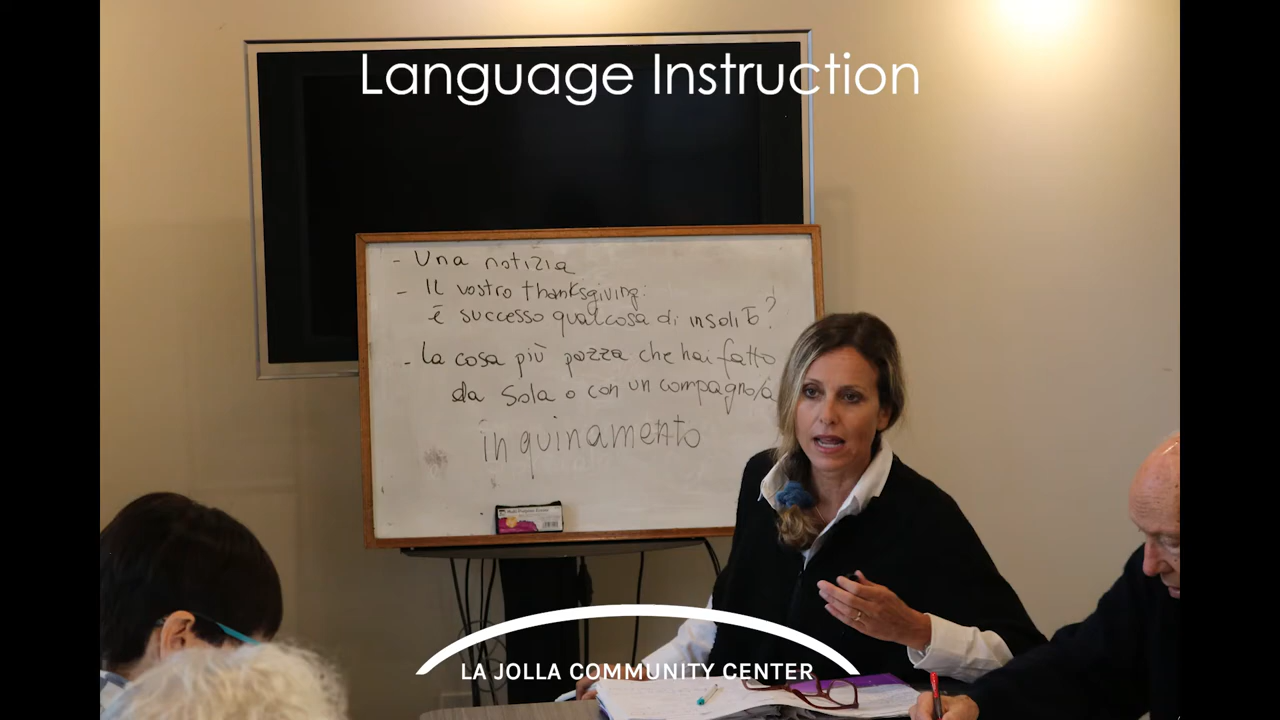 Language Instruction
- Una notizia
- Il vostro thanksgiving:
è successo qualcosa di insolito?
- La cosa più pazza che hai fatto
da sola o con un compagno/a
inquinamento
LA JOLLA COMMUNITY CENTER